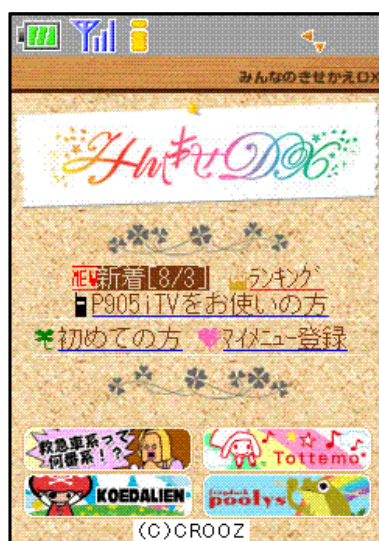 みんなのきせかえDX
みんきせDX
NEW新着[8/3] ランキング
P905iTVをお使いの方
初めての方 マイメニュー登録
救急車系って
何番系!?
Tottemo
KOEDALIEN
poolys
(C)CROOZ